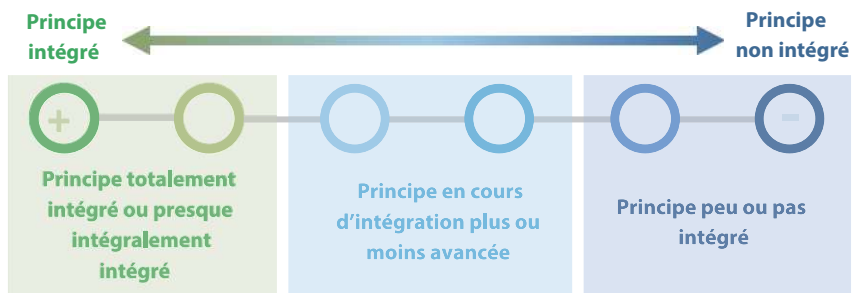 Principe
intégré
Principe
non intégré
+
-
Principe totalement
intégré ou presque
intégralement
intégré
Principe en cours
d'intégration plus ou
moins avancée
Principe peu ou pas
intégré